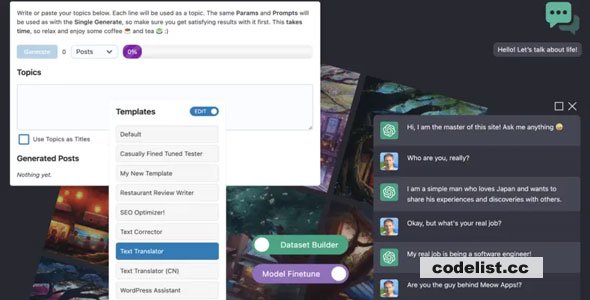 Write or paste your topics below. Each line will be used as a topic. The same Params and Prompts will
be used as with the Single Generate, so make sure you get satisfying results with it first. This takes
time, so relax and enjoy some coffee ☕ and tea 🍵 :)
Generate 0 Posts 0%
Topics
Use Topics as Titles
Generated Posts
Nothing yet.
Templates EDIT
Default
Casually Fined Tuned Tester
My New Template
Restaurant Review Writer
SEO Optimizer!
Text Corrector
Text Translator
Text Translator (CN)
WordPress Assistant
Dataset Builder
Model Finetune
Hello! Let's talk about life!
Hi, I am the master of this site! Ask me anything 😀
Who are you, really?
I am a simple man who loves Japan and wants to
share his experiences and discoveries with others.
Okay, but what's your real job?
My real job is being a software engineer!
Are you the guy behind Meow Apps!?
codelist.cc